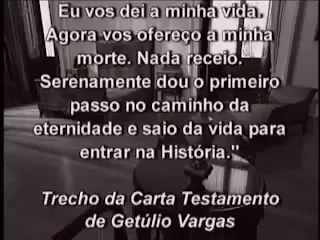 Eu vos dei a minha vida.
Agora vos ofereço a minha
morte. Nada receio.
Serenamente dou o primeiro
passo no caminho da
eternidade e saio da vida para
entrar na História."
Trecho da Carta Testamento
de Getúlio Vargas